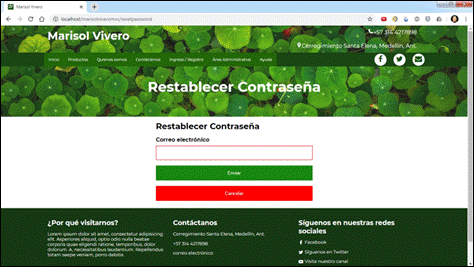 Marisol Vivero
localhost/marisolviveromvc/resetpassword
Marisol Vivero
+57 314 4217898
Corregimiento Santa Elena, Medellín, Ant.
Inicio Productos Quienes somos Contáctenos Ingreso / Registro Área Administrativa Ayuda
Restablecer Contraseña
Restablecer Contraseña
Correo electrónico
Enviar
Cancelar
¿Por qué visitarnos?
Lorem ipsum dolor sit amet, consectetur adipisicing
elit. Asperiores aliquid, optio odio nulla beatae
corporis quas eligendi ratione, temporibus, dolor
dolorum. A, necessitatibus laudantium. Repellendus
totam saepe veniam, porro debitis.
Contáctanos
Corregimiento Santa Elena, Medellín, Ant.
+57 314 4217898
correo electrónico
Síguenos en nuestras redes
sociales
Facebook
Síguenos en Twitter
Visita nuestro canal